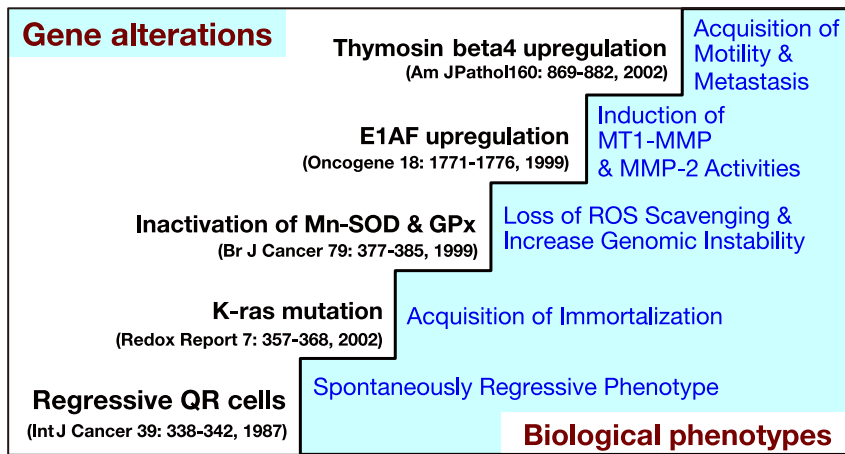 Gene alterations
Thymosin beta4 upregulation
(Am JPathol160: 869-882, 2002)
Acquisition of
Motility &
Metastasis
E1AF upregulation
(Oncogene 18: 1771-1776, 1999)
Induction of
MT1-MMP
& MMP-2 Activities
Inactivation of Mn-SOD & GPx
(Br J Cancer 79: 377-385, 1999)
Loss of ROS Scavenging &
Increase Genomic Instability
K-ras mutation
(Redox Report 7: 357-368, 2002)
Acquisition of Immortalization
Regressive QR cells
(Int J Cancer 39: 338-342, 1987)
Spontaneously Regressive Phenotype
Biological phenotypes